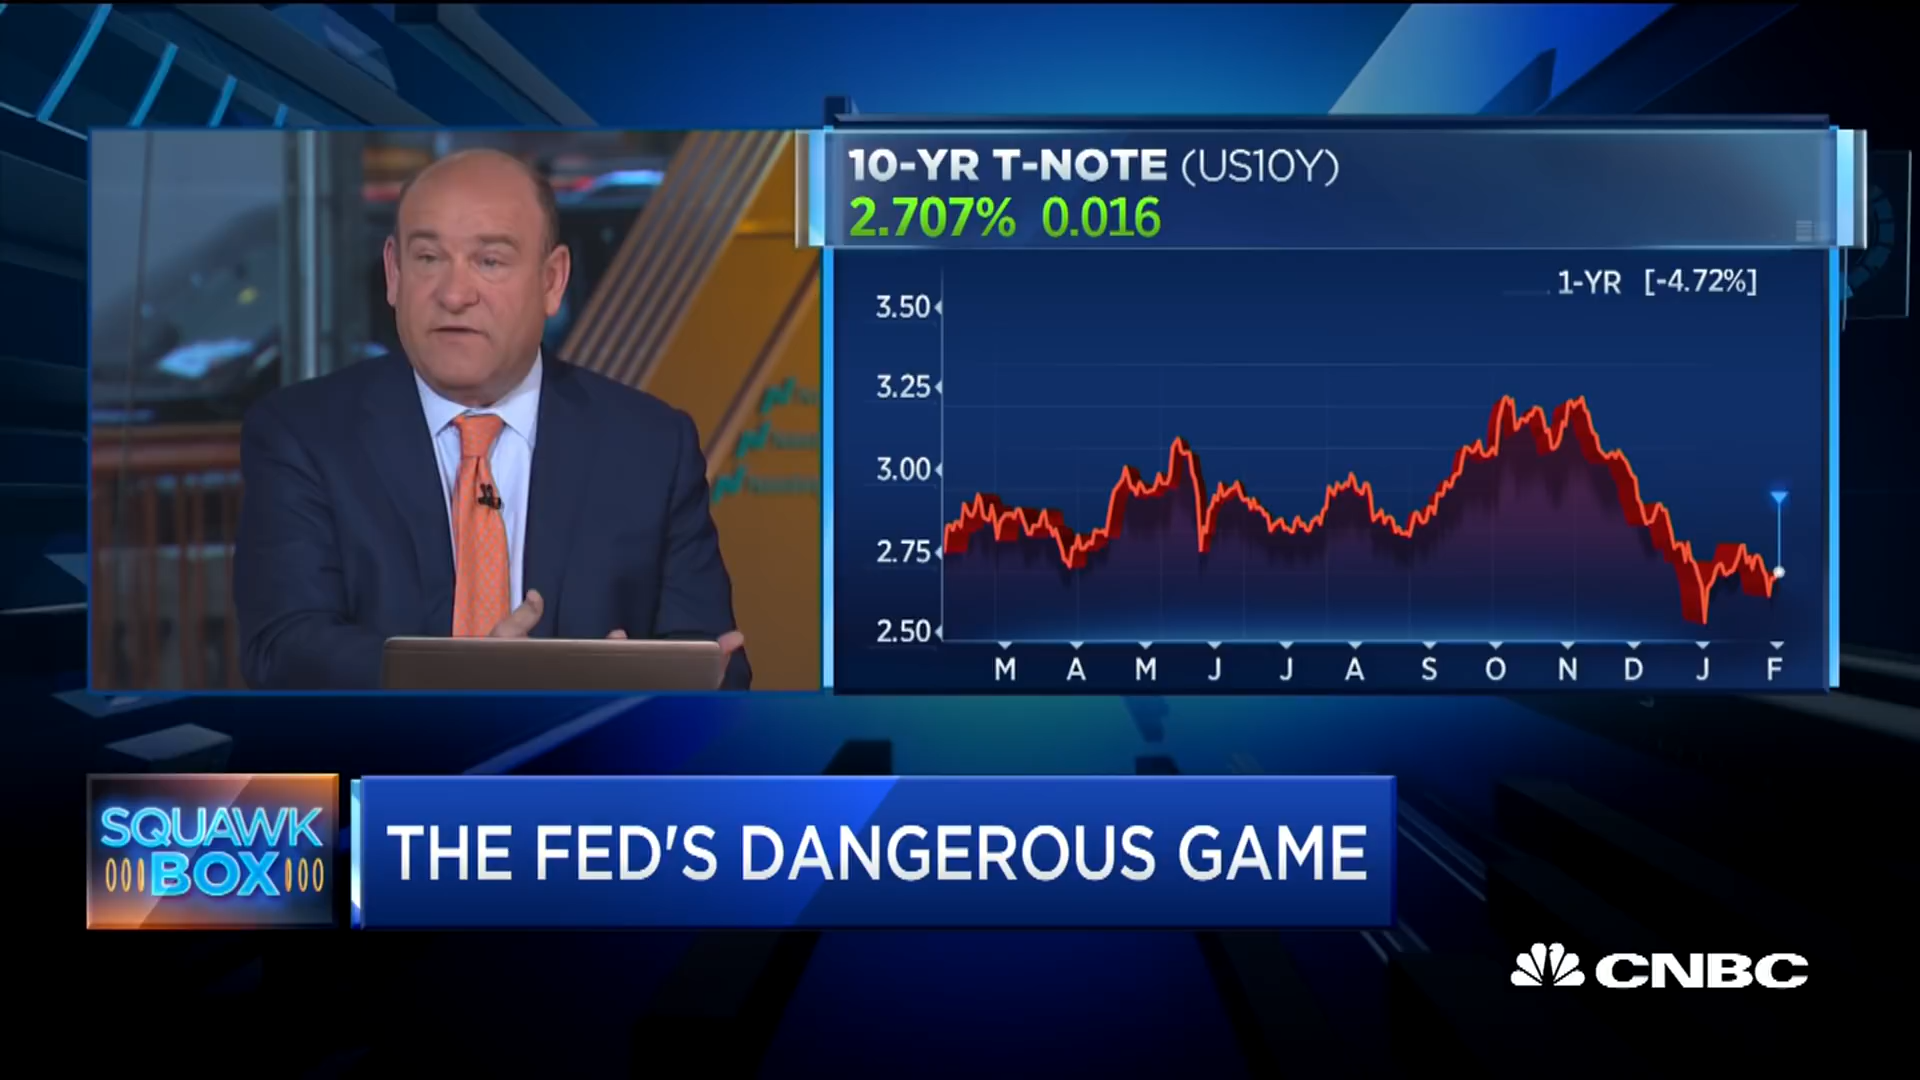 10-YR T-NOTE (US10Y)
2.707% 0.016
1-YR [-4.72%]
3.50
3.25
3.00
2.75
2.50
M A M J J A S O N D J F
SQUAWK
BOX
THE FED'S DANGEROUS GAME
CNBC